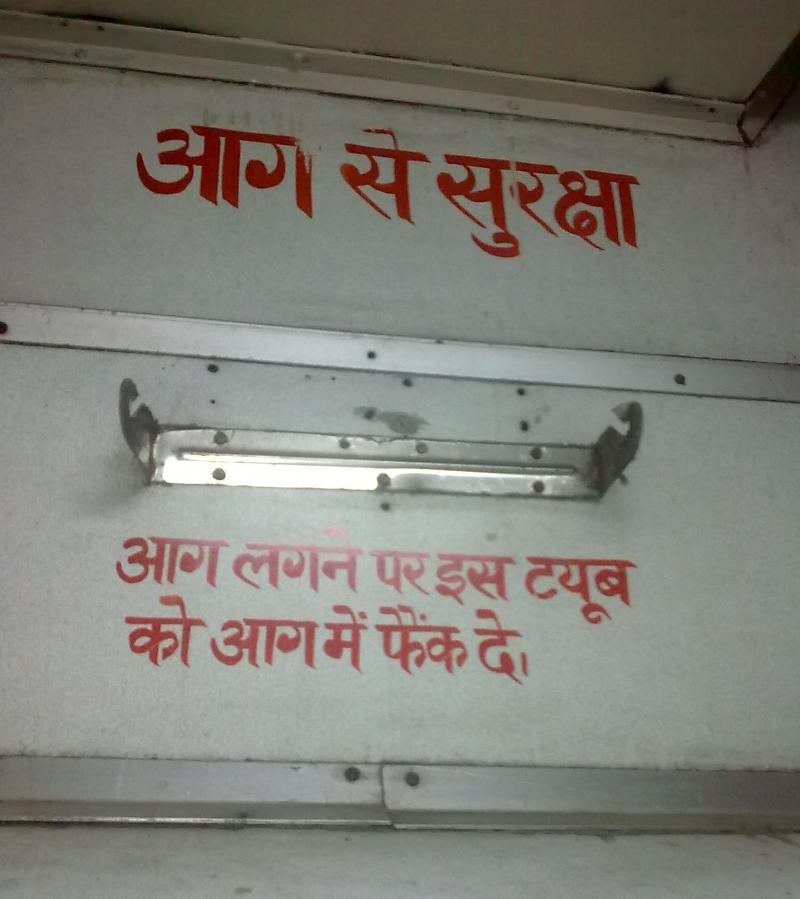 आग से सुरक्षा
आग लगने पर इस टयूब
को आग में फैंक दे।